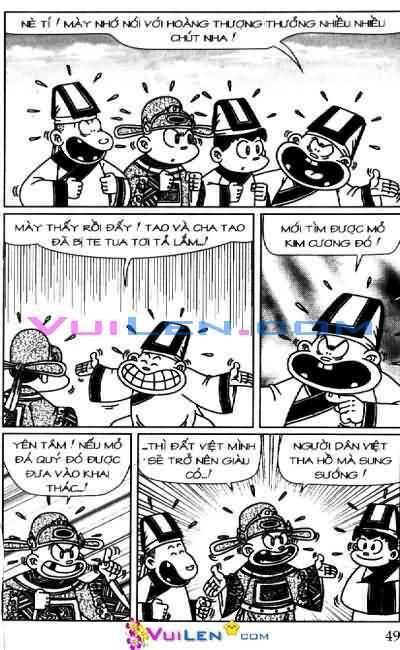 NÈ TÍ ! MÀY NHỚ NÓI VỚI HOÀNG THƯỢNG THƯỞNG NHIỀU NHIỀU
CHÚT NHA !
MÀY THẤY RỒI ĐẤY ! TAO VÀ CHA TAO
ĐÃ BỊ TE TUA TƠI TẢ LẮM...!
MỚI TÌM ĐƯỢC MỎ
KIM CƯƠNG ĐÓ !
VUILEN.COM
YÊN TÂM ! NẾU MỎ
ĐÁ QUÝ ĐÓ ĐƯỢC
ĐƯA VÀO KHAI
THÁC...!
...THÌ ĐẤT VIỆT MÌNH
SẼ TRỞ NÊN GIÀU
CÓ...!
NGƯỜI DÂN VIỆT
THA HỒ MÀ SUNG
SƯỚNG !
49
VUILEN.COM